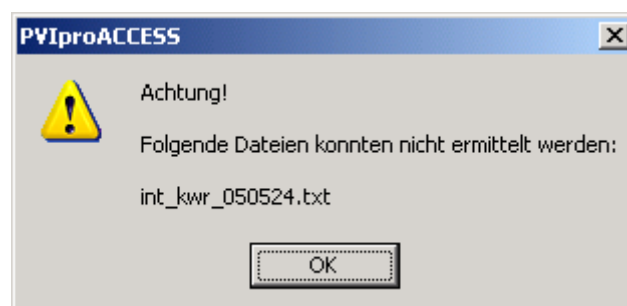 PVIproACCESS
Achtung!
Folgende Dateien konnten nicht ermittelt werden:
int_kwr_050524.txt
OK